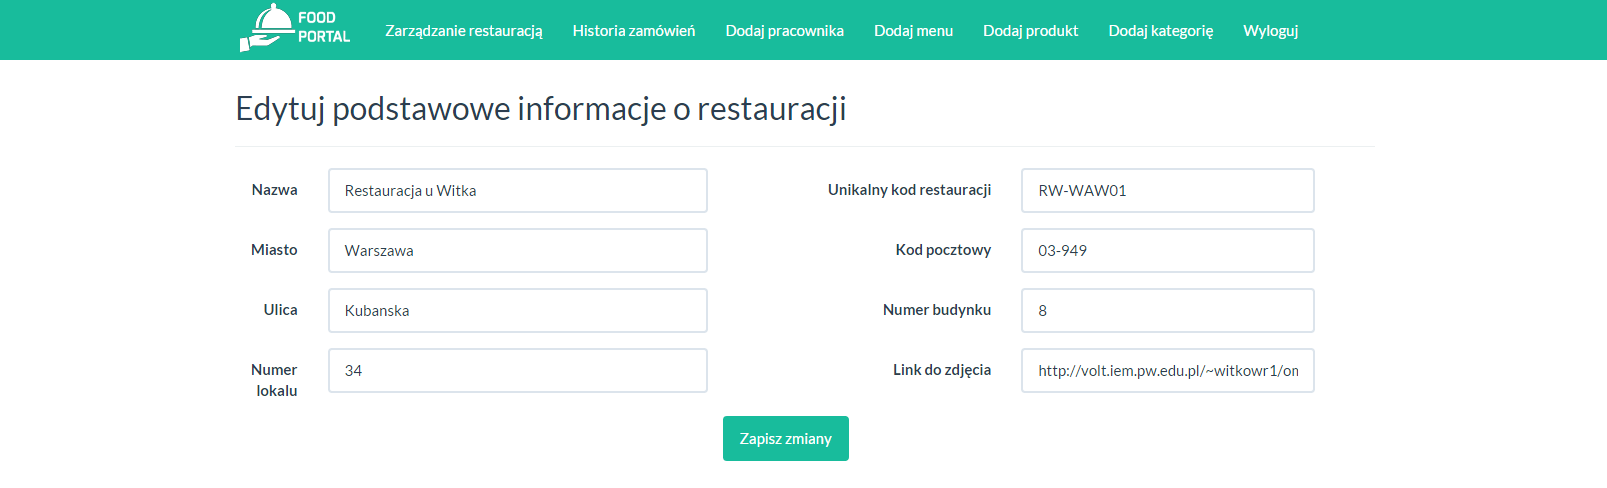 FOOD
PORTAL
Zarządzanie restauracją Historia zamówień Dodaj pracownika Dodaj menu Dodaj produkt Dodaj kategorię Wyloguj
Edytuj podstawowe informacje o restauracji
Nazwa Restauracja u Witka Unikalny kod restauracji RW-WAW01
Miasto Warszawa Kod pocztowy 03-949
Ulica Kubanska Numer budynku 8
Numer lokalu 34 Link do zdjęcia http://volt.iem.pw.edu.pl/~witkowr1/on
Zapisz zmiany